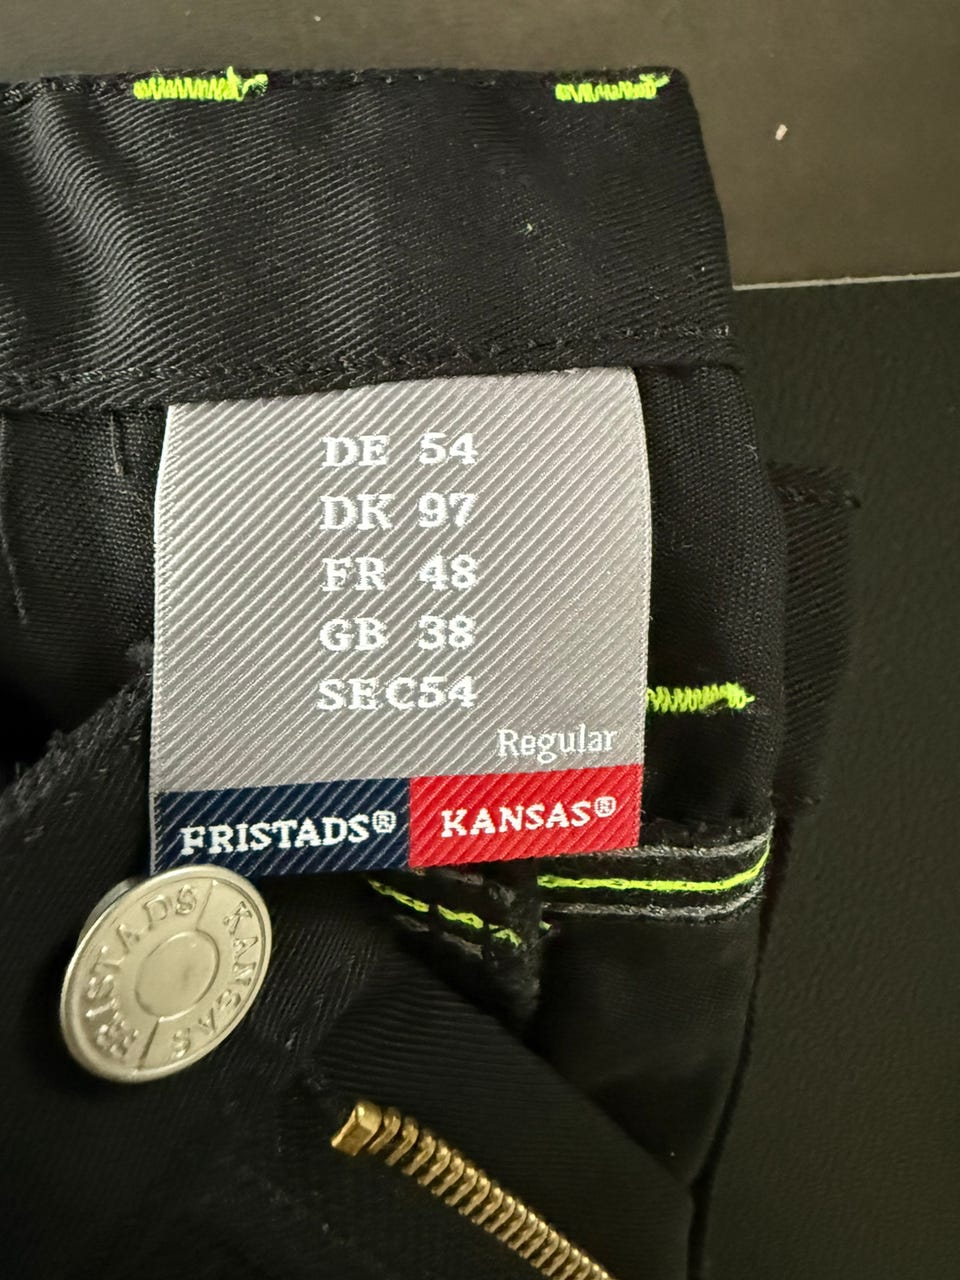 DE 54
DK 97
FR 48
GB 38
SEC54
Regular
FRISTADS® KANSAS®
FRISTADS KANSAS